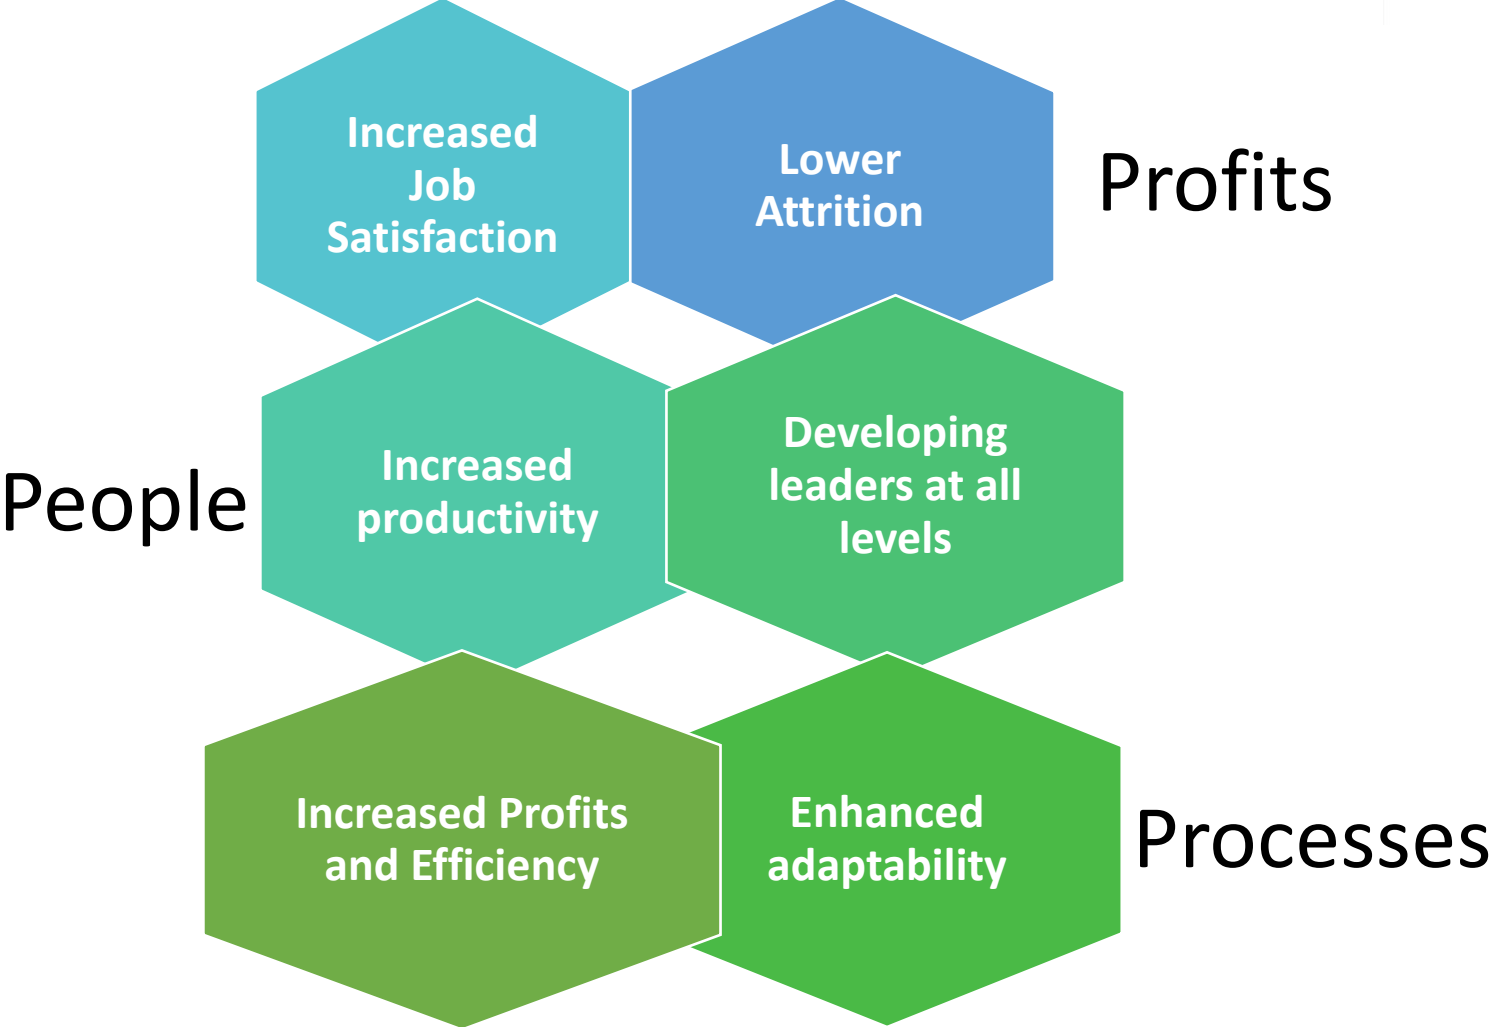 Increased
Job
Satisfaction
Lower
Attrition
Profits
People
Increased
productivity
Developing
leaders at all
levels
Increased Profits
and Efficiency
Enhanced
adaptability
Processes